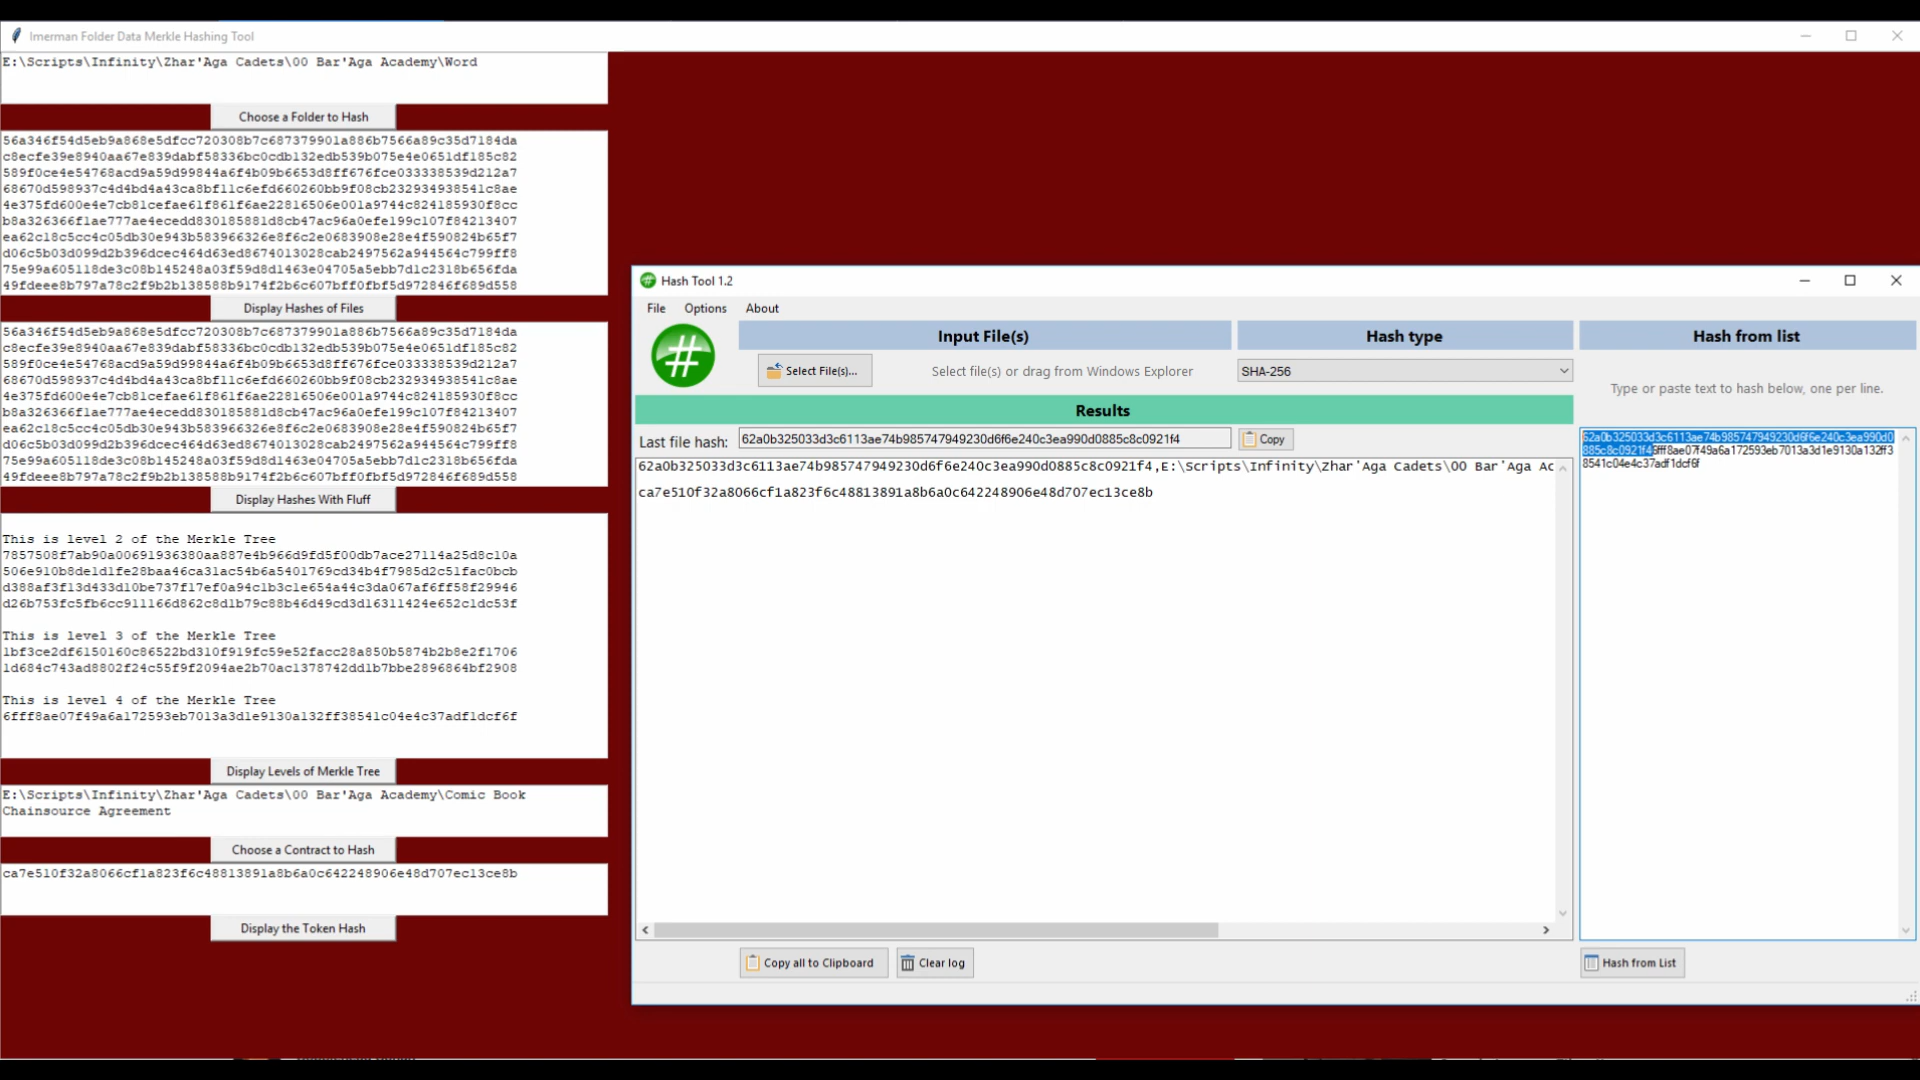 Imerman Folder Data Merkle Hashing Tool
E:\Scripts\Infinity\Zhar'Aga Cadets\00 Bar'Aga Academy\Word
Choose a Folder to Hash
56a346f54d5eb9a868e5dfcc720308b7c687379901a886b7566a89c35d7184da
c8ecfe39e8940aa67e839dabf58336bc0cdb132edb539b075e4e0651df185c82
589f0ce4e54768acd9a59d99844a6f4b09b6653d8ff676fce033338539d212a7
68670d598937c4d4bd4a43ca8bf11c6efd660260bb9f08cb232934938541c8ae
4e375fd600e4e7cb81cefae61f861f6ae22816506e001a9744c824185930f8cc
b8a326366f1ae777ae4ecedd830185881d8cb47ac96a0efe199c107f84213407
ea62c18c5cc4c05db30e943b583966326e8f6c2e0683908e28e4f590824b65f7
d06c5b03d099d2b396dcec464d63ed8674013028cab2497562a944564c799ff8
75e99a605118de3c08b145248a03f59d8d1463e04705a5ebb7d1c2318b656fda
49fdeee8b797a78c2f9b2b138588b9174f2b6c607bff0fbf5d972846f689d558
Display Hashes of Files
56a346f54d5eb9a868e5dfcc720308b7c687379901a886b7566a89c35d7184da
c8ecfe39e8940aa67e839dabf58336bc0cdb132edb539b075e4e0651df185c82
589f0ce4e54768acd9a59d99844a6f4b09b6653d8ff676fce033338539d212a7
68670d598937c4d4bd4a43ca8bf11c6efd660260bb9f08cb232934938541c8ae
4e375fd600e4e7cb81cefae61f861f6ae22816506e001a9744c824185930f8cc
b8a326366f1ae777ae4ecedd830185881d8cb47ac96a0efe199c107f84213407
ea62c18c5cc4c05db30e943b583966326e8f6c2e0683908e28e4f590824b65f7
d06c5b03d099d2b396dcec464d63ed8674013028cab2497562a944564c799ff8
75e99a605118de3c08b145248a03f59d8d1463e04705a5ebb7d1c2318b656fda
49fdeee8b797a78c2f9b2b138588b9174f2b6c607bff0fbf5d972846f689d558
Display Hashes With Fluff
This is level 2 of the Merkle Tree
7857508f7ab90a00691936380aa887e4b966d9fd5f00db7ace27114a25d8c10a
506e910b8de1d1fe28baa46ca31ac54b6a5401769cd34b4f7985d2c51fac0bcb
d388af3f13d433d10be737f17ef0a94c1b3c1e654a44c3da067af6ff58f29946
d26b753fc5fb6cc911166d862c8d1b79c88b46d49cd3d16311424e652c1dc53f
This is level 3 of the Merkle Tree
1bf3ce2df6150160c86522bd310f919fc59e52facc28a850b5874b2b8e2f1706
1d684c743ad8802f24c55f9f2094ae2b70ac1378742dd1b7bbe2896864bf2908
This is level 4 of the Merkle Tree
6fff8ae07f49a6a172593eb7013a3d1e9130a132ff38541c04e4c37adf1dcf6f
Display Levels of Merkle Tree
E:\Scripts\Infinity\Zhar'Aga Cadets\00 Bar'Aga Academy\Comic Book
Chainsource Agreement
Choose a Contract to Hash
ca7e510f32a8066cf1a823f6c48813891a8b6a0c642248906e48d707ec13ce8b
Display the Token Hash
Hash Tool 1.2
File Options About
Input File(s)
Select File(s)...
Select file(s) or drag from Windows Explorer
Hash type
SHA-256
Results
Last file hash: 62a0b325033d3c6113ae74b985747949230d6f6e240c3ea990d0885c8c0921f4 Copy
62a0b325033d3c6113ae74b985747949230d6f6e240c3ea990d0885c8c0921f4,E:\Scripts\Infinity\Zhar'Aga Cadets\00 Bar'Aga Ac
ca7e510f32a8066cf1a823f6c48813891a8b6a0c642248906e48d707ec13ce8b
Copy all to Clipboard
Clear log
Hash from list
Type or paste text to hash below, one per line.
62a0b325033d3c6113ae74b985747949230d6f6e240c3ea990d0
885c8c0921f46fff8ae07f49a6a172593eb7013a3d1e9130a132ff3
8541c04e4c37adf1dcf6f
Hash from List